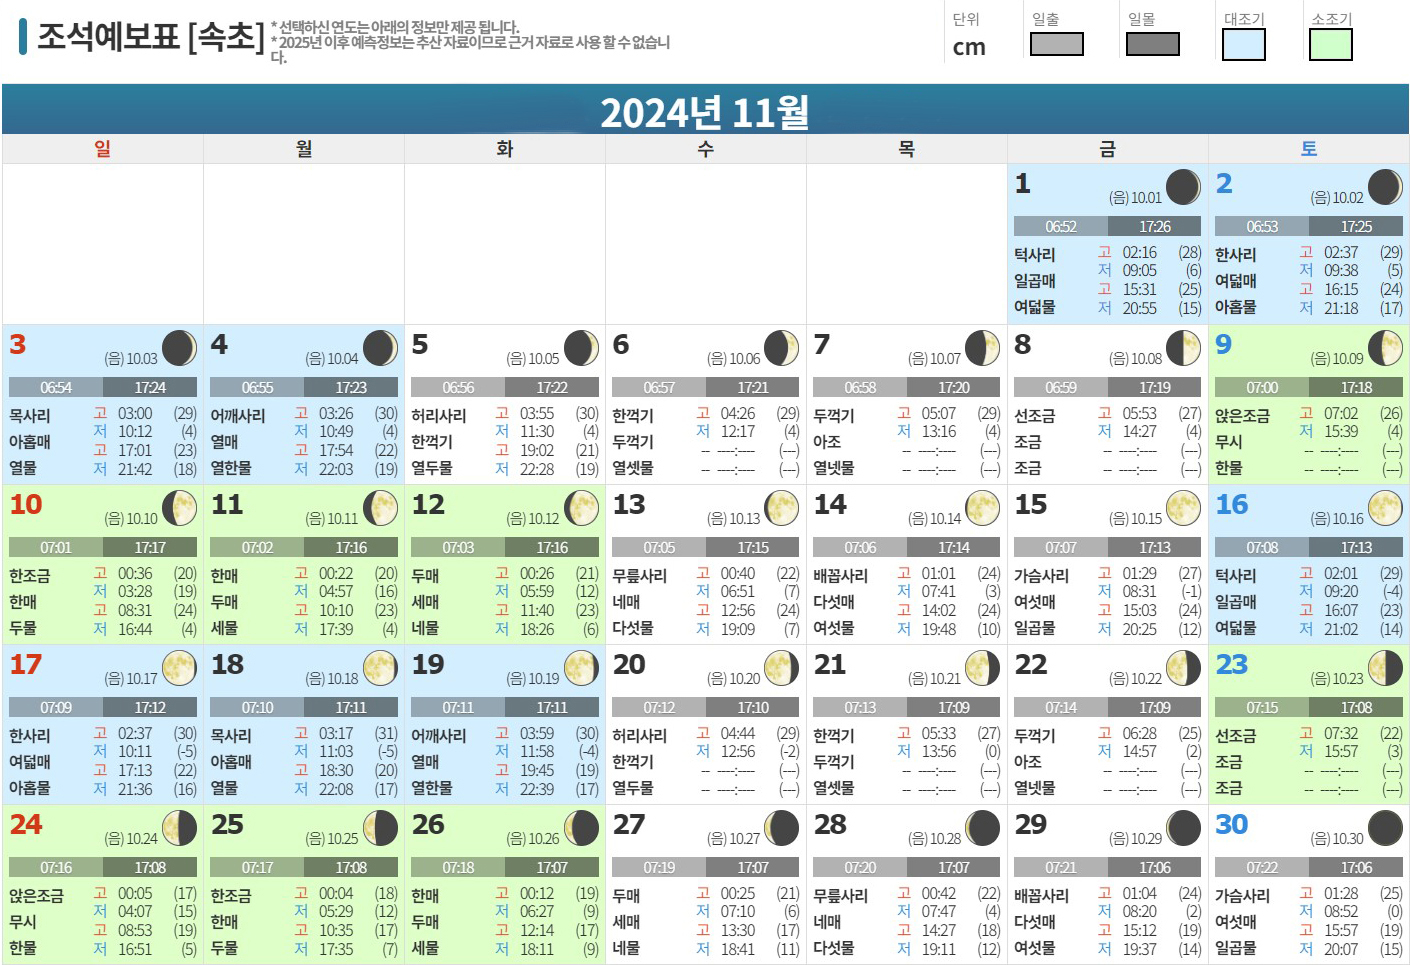 조석예보표 [속초]
* 선택하신 연도는 아래의 정보만 제공 됩니다.
* 2025년 이후 예측정보는 추산 자료이므로 근거 자료로 사용 할 수 없습니
다.
단위 일출 일몰 대조기 소조기
cm
2024년 11월
일 월 화 수 목 금 토
1 (음) 10.01
06:52 17:26
턱사리 일곱매 여덟물
고 02:16 (28)
저 09:05 (6)
고 15:31 (25)
저 20:55 (15)
2 (음) 10.02
06:53 17:25
한사리 여덟매 아홉물
고 02:37 (29)
저 09:38 (5)
고 16:15 (24)
저 21:18 (17)
3 (음) 10.03
06:54 17:24
목사리 아홉매 열물
고 03:00 (29)
저 10:12 (4)
고 17:01 (23)
저 21:42 (18)
4 (음) 10.04
06:55 17:23
어깨사리 열매 열한물
고 03:26 (30)
저 10:49 (4)
고 17:54 (22)
저 22:03 (19)
5 (음) 10.05
06:56 17:22
허리사리 한꺽기 열두물
고 03:55 (30)
저 11:30 (4)
고 19:02 (21)
저 22:28 (19)
6 (음) 10.06
06:57 17:21
한꺽기 두꺽기 열셋물
고 04:26 (29)
저 12:17 (4)
-- ----:---- (---)
-- ----:---- (---)
7 (음) 10.07
06:58 17:20
두꺽기 아조 열넷물
고 05:07 (29)
저 13:16 (4)
-- ----:---- (---)
-- ----:---- (---)
8 (음) 10.08
06:59 17:19
선조금 조금 조금
고 05:53 (27)
저 14:27 (4)
-- ----:---- (---)
-- ----:---- (---)
9 (음) 10.09
07:00 17:18
앉은조금 무시 한물
고 07:02 (26)
저 15:39 (4)
-- ----:---- (---)
-- ----:---- (---)
10 (음) 10.10
07:01 17:17
한조금 한매 두물
고 00:36 (20)
저 03:28 (19)
고 08:31 (24)
저 16:44 (4)
11 (음) 10.11
07:02 17:16
한매 두매 세물
고 00:22 (20)
저 04:57 (16)
고 10:10 (23)
저 17:39 (4)
12 (음) 10.12
07:03 17:16
두매 세매 네물
고 00:26 (21)
저 05:59 (12)
고 11:40 (23)
저 18:26 (6)
13 (음) 10.13
07:05 17:15
무릎사리 네매 다섯물
고 00:40 (22)
저 06:51 (7)
고 12:56 (24)
저 19:09 (7)
14 (음) 10.14
07:06 17:14
배꼽사리 다섯매 여섯물
고 01:01 (24)
저 07:41 (3)
고 14:02 (24)
저 19:48 (10)
15 (음) 10.15
07:07 17:13
가슴사리 여섯매 일곱물
고 01:29 (27)
저 08:31 (-1)
고 15:03 (24)
저 20:25 (12)
16 (음) 10.16
07:08 17:13
턱사리 일곱매 여덟물
고 02:01 (29)
저 09:20 (-4)
고 16:07 (23)
저 21:02 (14)
17 (음) 10.17
07:09 17:12
한사리 여덟매 아홉물
고 02:37 (30)
저 10:11 (-5)
고 17:13 (22)
저 21:36 (16)
18 (음) 10.18
07:10 17:11
목사리 아홉매 열물
고 03:17 (31)
저 11:03 (-5)
고 18:30 (20)
저 22:08 (17)
19 (음) 10.19
07:11 17:11
어깨사리 열매 열한물
고 03:59 (30)
저 11:58 (-4)
고 19:45 (19)
저 22:39 (17)
20 (음) 10.20
07:12 17:10
허리사리 한꺽기 열두물
고 04:44 (29)
저 12:56 (-2)
-- ----:---- (---)
-- ----:---- (---)
21 (음) 10.21
07:13 17:09
한꺽기 두꺽기 열셋물
고 05:33 (27)
저 13:56 (0)
-- ----:---- (---)
-- ----:---- (---)
22 (음) 10.22
07:14 17:09
두꺽기 아조 열넷물
고 06:28 (25)
저 14:57 (2)
-- ----:---- (---)
-- ----:---- (---)
23 (음) 10.23
07:15 17:08
선조금 조금 조금
고 07:32 (22)
저 15:57 (3)
-- ----:---- (---)
-- ----:---- (---)
24 (음) 10.24
07:16 17:08
앉은조금 무시 한물
고 00:05 (17)
저 04:07 (15)
고 08:53 (19)
저 16:51 (5)
25 (음) 10.25
07:17 17:08
한조금 한매 두물
고 00:04 (18)
저 05:29 (12)
고 10:35 (17)
저 17:35 (7)
26 (음) 10.26
07:18 17:07
한매 두매 세물
고 00:12 (19)
저 06:27 (9)
고 12:14 (17)
저 18:11 (9)
27 (음) 10.27
07:19 17:07
두매 세매 네물
고 00:25 (21)
저 07:10 (6)
고 13:30 (17)
저 18:41 (11)
28 (음) 10.28
07:20 17:07
무릎사리 네매 다섯물
고 00:42 (22)
저 07:47 (4)
고 14:27 (18)
저 19:11 (12)
29 (음) 10.29
07:21 17:06
배꼽사리 다섯매 여섯물
고 01:04 (24)
저 08:20 (2)
고 15:12 (19)
저 19:37 (14)
30 (음) 10.30
07:22 17:06
가슴사리 여섯매 일곱물
고 01:28 (25)
저 08:52 (0)
고 15:57 (19)
저 20:07 (15)